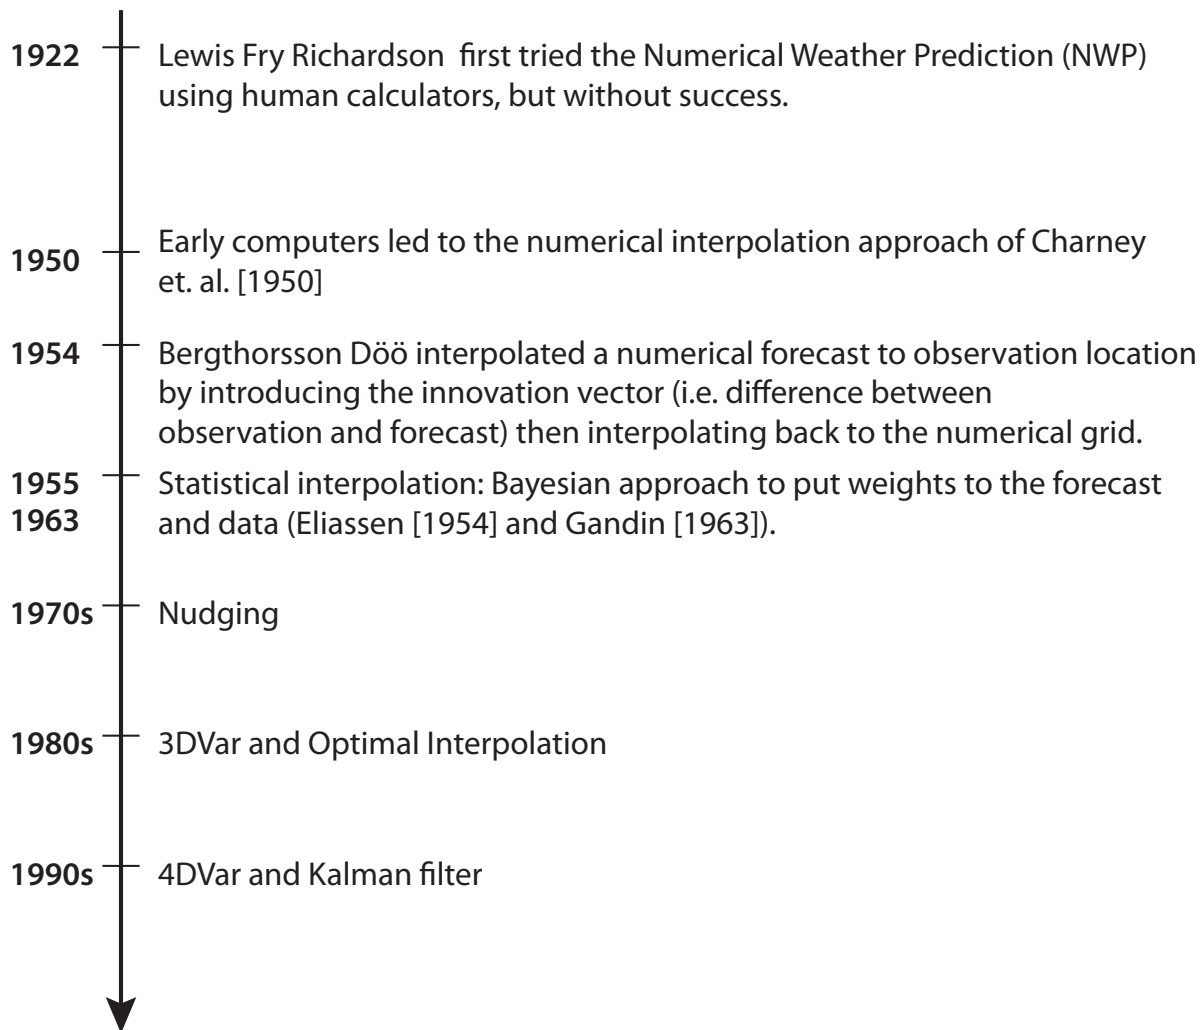 1922 Lewis Fry Richardson first tried the Numerical Weather Prediction (NWP)
using human calculators, but without success.
1950 Early computers led to the numerical interpolation approach of Charney
et. al. [1950]
1954 Bergthorsson Döö interpolated a numerical forecast to observation location
by introducing the innovation vector (i.e. difference between
observation and forecast) then interpolating back to the numerical grid.
1955 Statistical interpolation: Bayesian approach to put weights to the forecast
1963 and data (Eliassen [1954] and Gandin [1963]).
1970s Nudging
1980s 3DVar and Optimal Interpolation
1990s 4DVar and Kalman filter